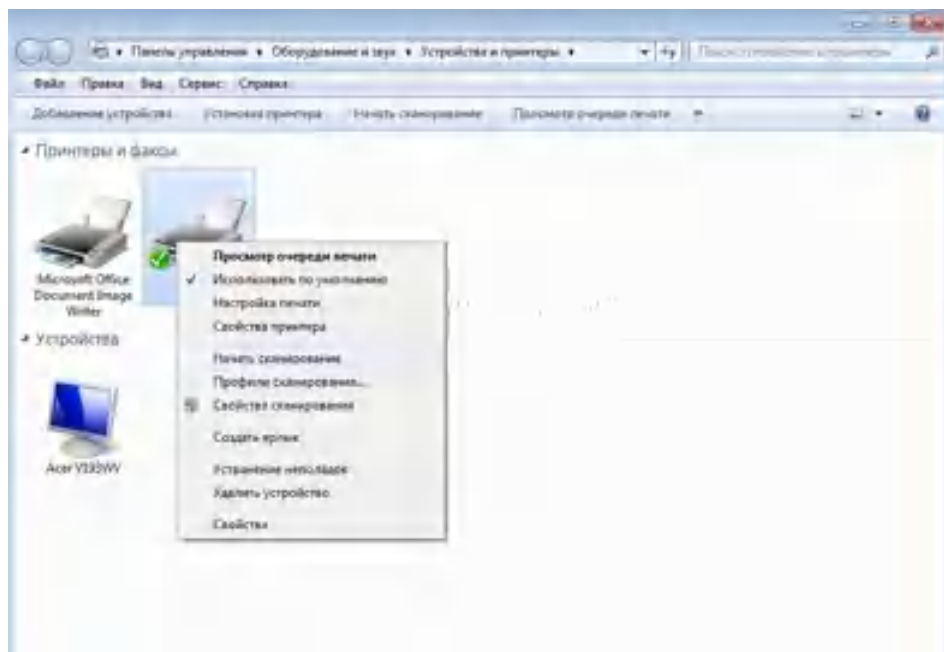 Панель управления Оборудование и звук Устройства и принтеры
Файл Правка Вид Сервис Справка
Добавление устройства Установка принтера Начать сканирование Просмотр очереди печати
Принтеры и факсы
Microsoft Office
Document Image
Writer
Просмотр очереди печати
Использовать по умолчанию
Настройка печати
Свойства принтера
Начать сканирование
Профили сканирования...
Свойства сканирования
Создать ярлык
Устранение неполадок
Удалить устройство
Свойства
Устройства
Acer V193WV